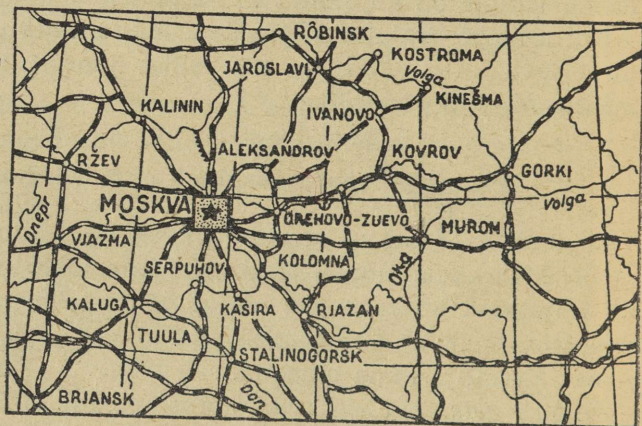 RÕBINSK
KOSTROMA
JAROSLAVL
Volga
KINEŠMA
KALININ
IVANOVO
ALEKSANDROV
KOVROV
RŽEV
GORKI
MOSKVA
Volga
Dnepr
OREHOVO-ZUEVO
MUROM
VJAZMA
KOLOMNA
Oka
SERPUHOV
KALUGA
KAŠIRA
RJAZAN
TUULA
STALINOGORSK
Don
BRJANSK